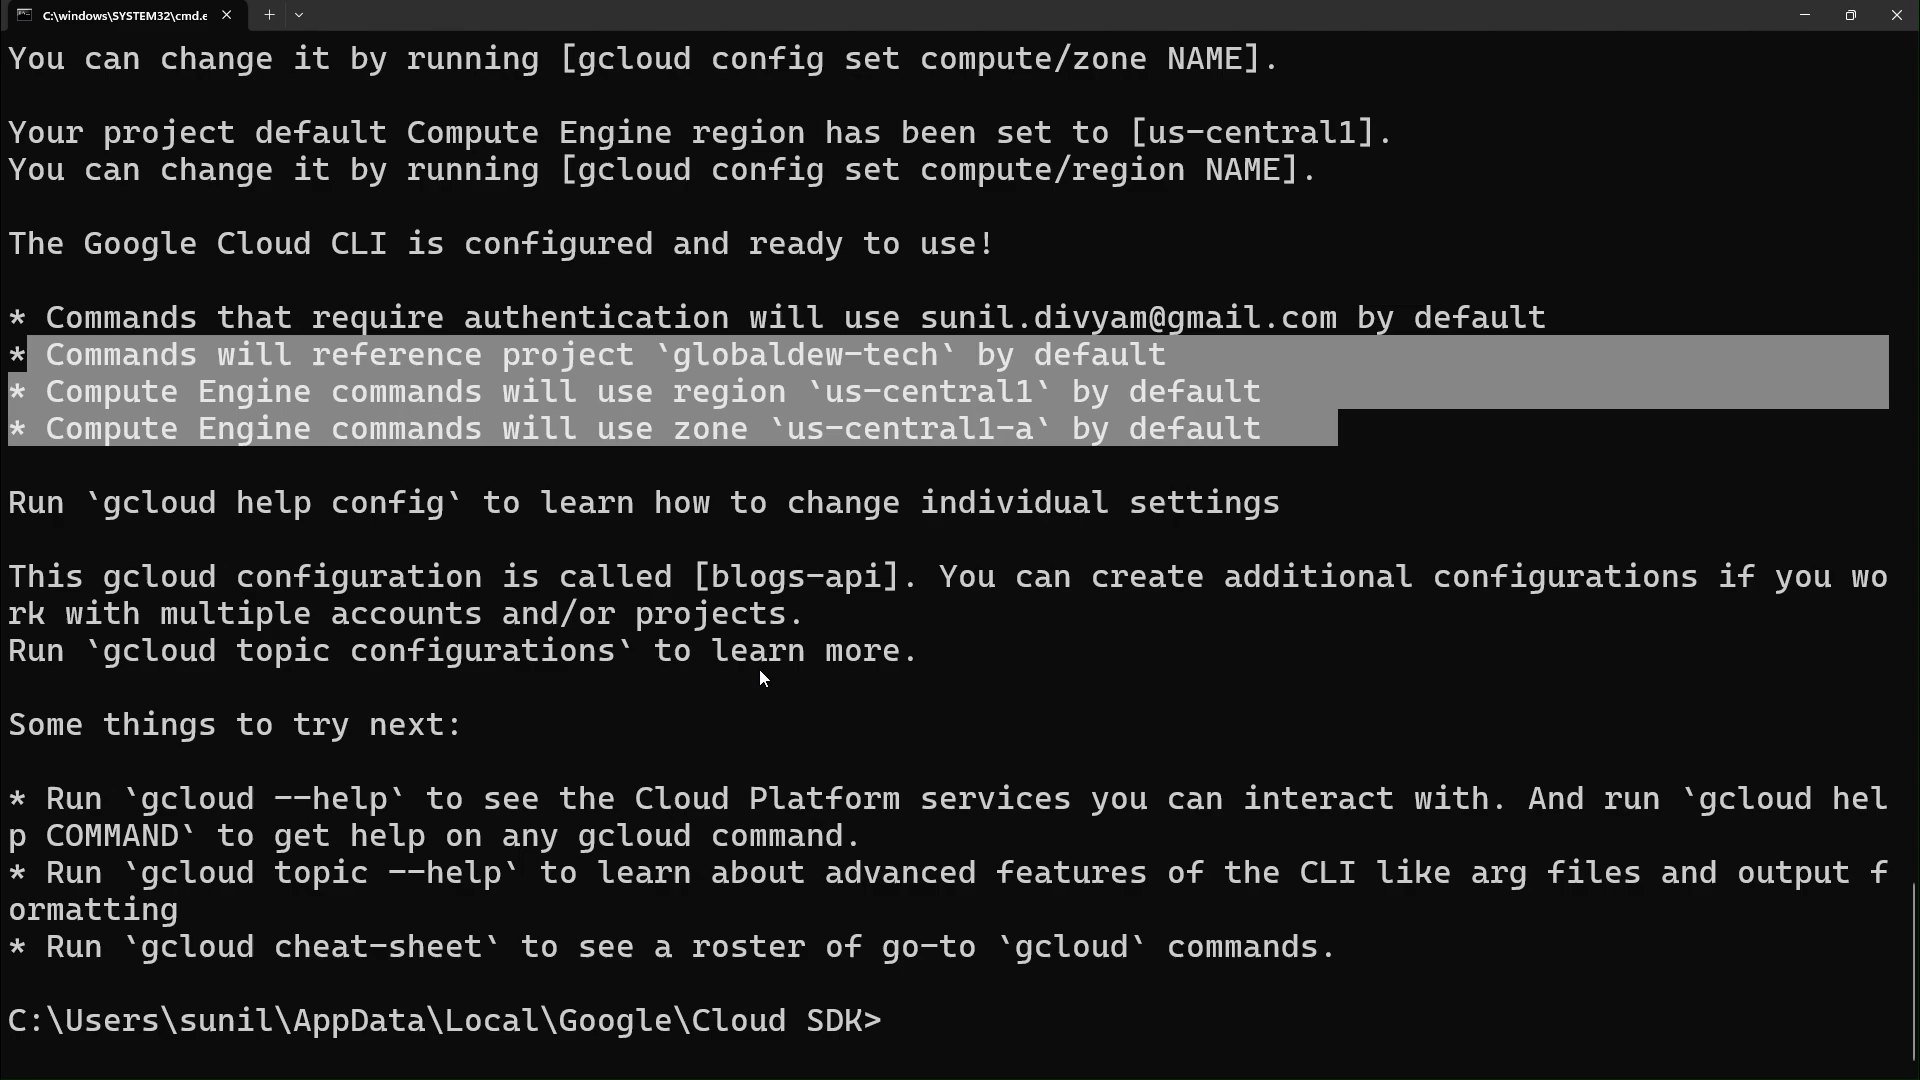 C:\windows\SYSTEM32\cmd.e
You can change it by running [gcloud config set compute/zone NAME].
Your project default Compute Engine region has been set to [us-central1].
You can change it by running [gcloud config set compute/region NAME].
The Google Cloud CLI is configured and ready to use!
* Commands that require authentication will use sunil.divyam@gmail.com by default
* Commands will reference project `globaldew-tech` by default
* Compute Engine commands will use region `us-central1` by default
* Compute Engine commands will use zone `us-central1-a` by default
Run `gcloud help config` to learn how to change individual settings
This gcloud configuration is called [blogs-api]. You can create additional configurations if you wo
rk with multiple accounts and/or projects.
Run `gcloud topic configurations` to learn more.
Some things to try next:
* Run `gcloud --help` to see the Cloud Platform services you can interact with. And run `gcloud hel
p COMMAND` to get help on any gcloud command.
* Run `gcloud topic --help` to learn about advanced features of the CLI like arg files and output f
ormatting
* Run `gcloud cheat-sheet` to see a roster of go-to `gcloud` commands.
C:\Users\sunil\AppData\Local\Google\Cloud SDK>